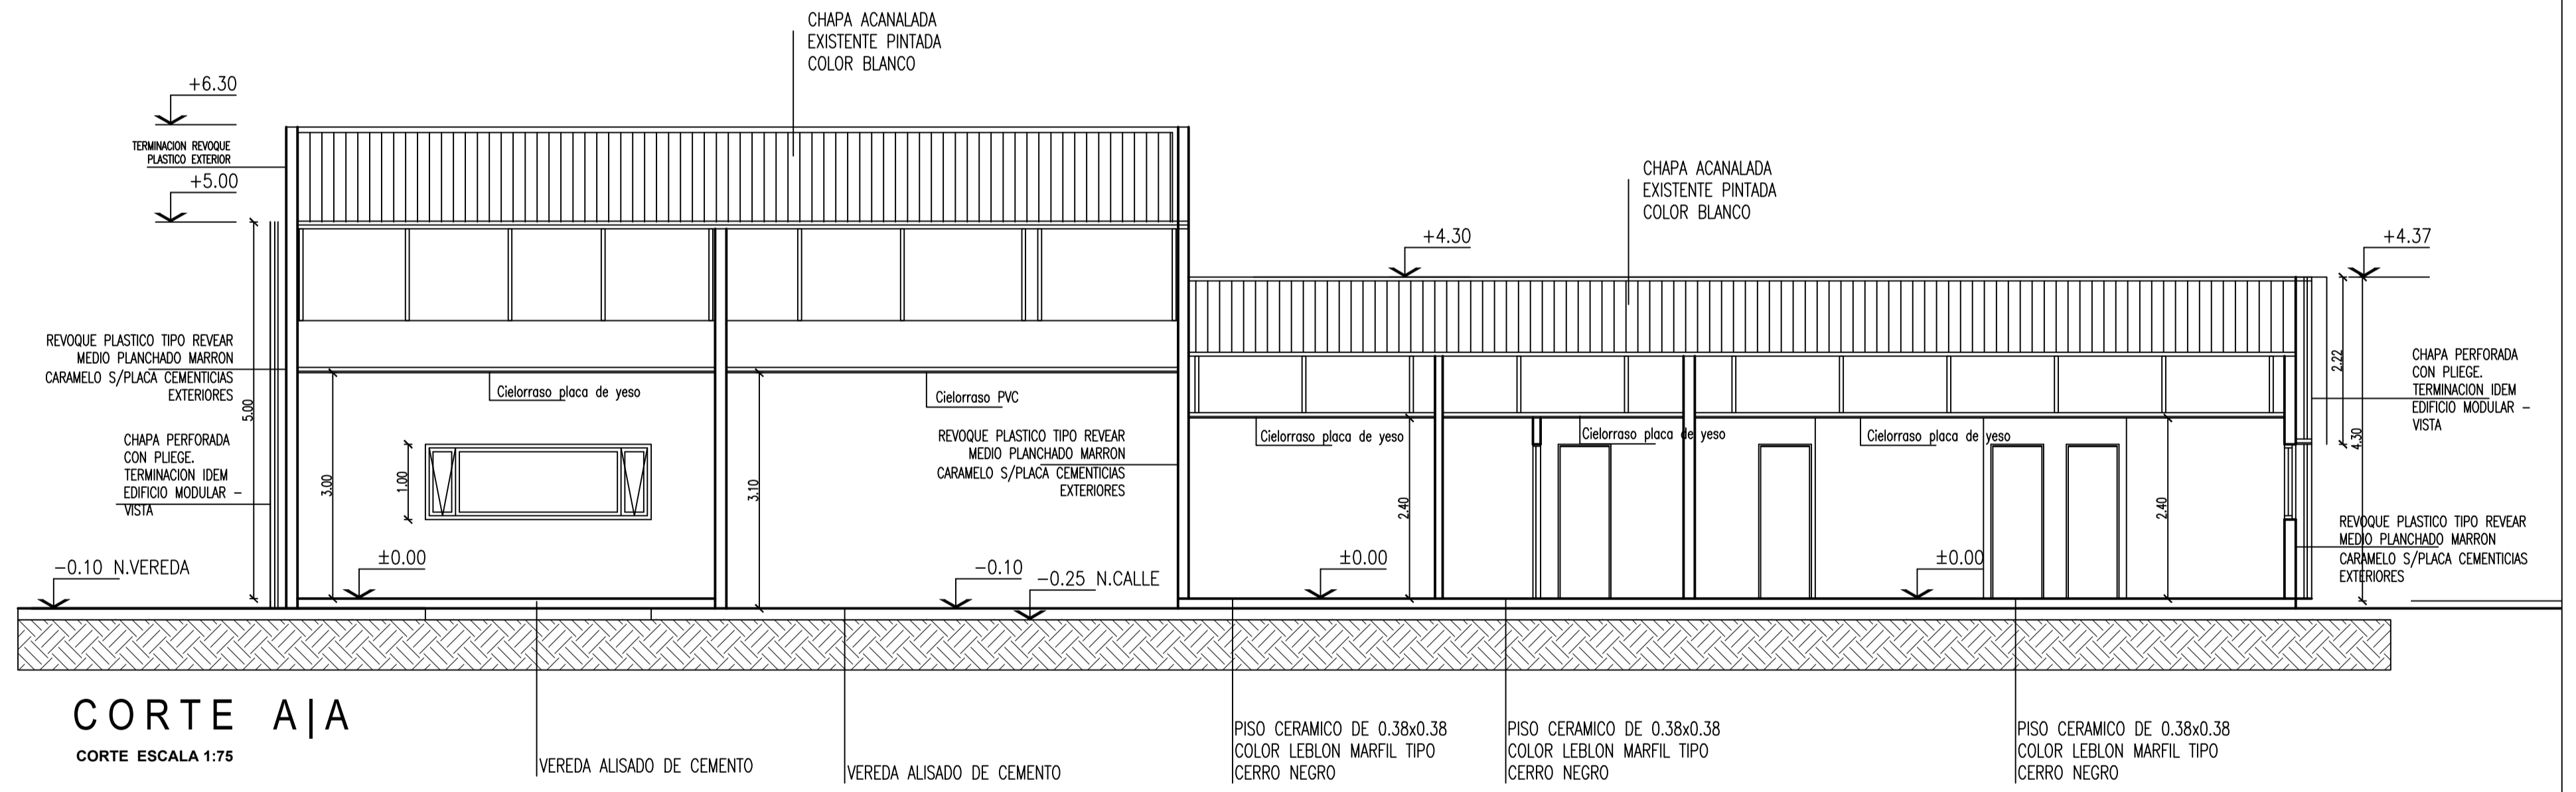 CHAPA ACANALADA
EXISTENTE PINTADA
COLOR BLANCO
+6.30
TERMINACION REVOQUE
PLASTICO EXTERIOR
+5.00
CHAPA ACANALADA
EXISTENTE PINTADA
COLOR BLANCO
+4.30
+4.37
REVOQUE PLASTICO TIPO REVEAR
MEDIO PLANCHADO MARRON
CARAMELO S/PLACA CEMENTICIAS
EXTERIORES
5.00
CHAPA PERFORADA
CON PLIEGE.
TERMINACION IDEM
EDIFICIO MODULAR –
VISTA
Cielorraso placa de yeso
3.00
1.00
Cielorraso PVC
3.10
REVOQUE PLASTICO TIPO REVEAR
MEDIO PLANCHADO MARRON
CARAMELO S/PLACA CEMENTICIAS
EXTERIORES
Cielorraso placa de yeso
2.40
Cielorraso placa de yeso
Cielorraso placa de yeso
2.40
2.22
4.30
CHAPA PERFORADA
CON PLIEGE.
TERMINACION IDEM
EDIFICIO MODULAR –
VISTA
REVOQUE PLASTICO TIPO REVEAR
MEDIO PLANCHADO MARRON
CARAMELO S/PLACA CEMENTICIAS
EXTERIORES
-0.10 N.VEREDA
±0.00
-0.10
-0.25 N.CALLE
±0.00
±0.00
CORTE A|A
CORTE ESCALA 1:75
VEREDA ALISADO DE CEMENTO
VEREDA ALISADO DE CEMENTO
PISO CERAMICO DE 0.38x0.38
COLOR LEBLON MARFIL TIPO
CERRO NEGRO
PISO CERAMICO DE 0.38x0.38
COLOR LEBLON MARFIL TIPO
CERRO NEGRO
PISO CERAMICO DE 0.38x0.38
COLOR LEBLON MARFIL TIPO
CERRO NEGRO